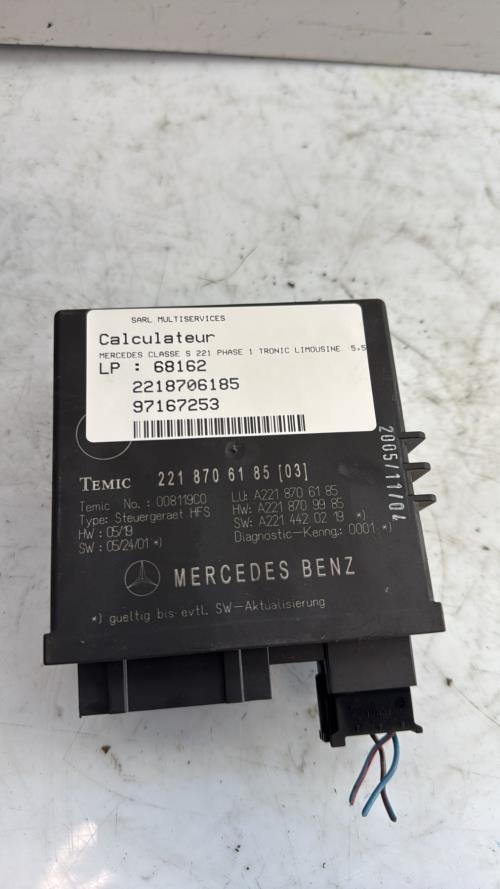 SARL MULTISERVICES
Calculateur
MERCEDES CLASSE S 221 PHASE 1 TRONIC LIMOUSINE 5,5
LP : 68162
2218706185
97167253
TEMIC 221 870 61 85 [03]
Temic No. : 008119C0
Type: Steuergeraet HFS
HW : 05/19
SW : 05/24/01 *)
LU: A221 870 61 85
HW: A221 870 99 85
SW: A221 442 02 19 *)
Diagnostic-Kenng.: 0001 *)
MERCEDES BENZ
*) gueltig bis evtl. SW-Aktualisierung
2005/11/04